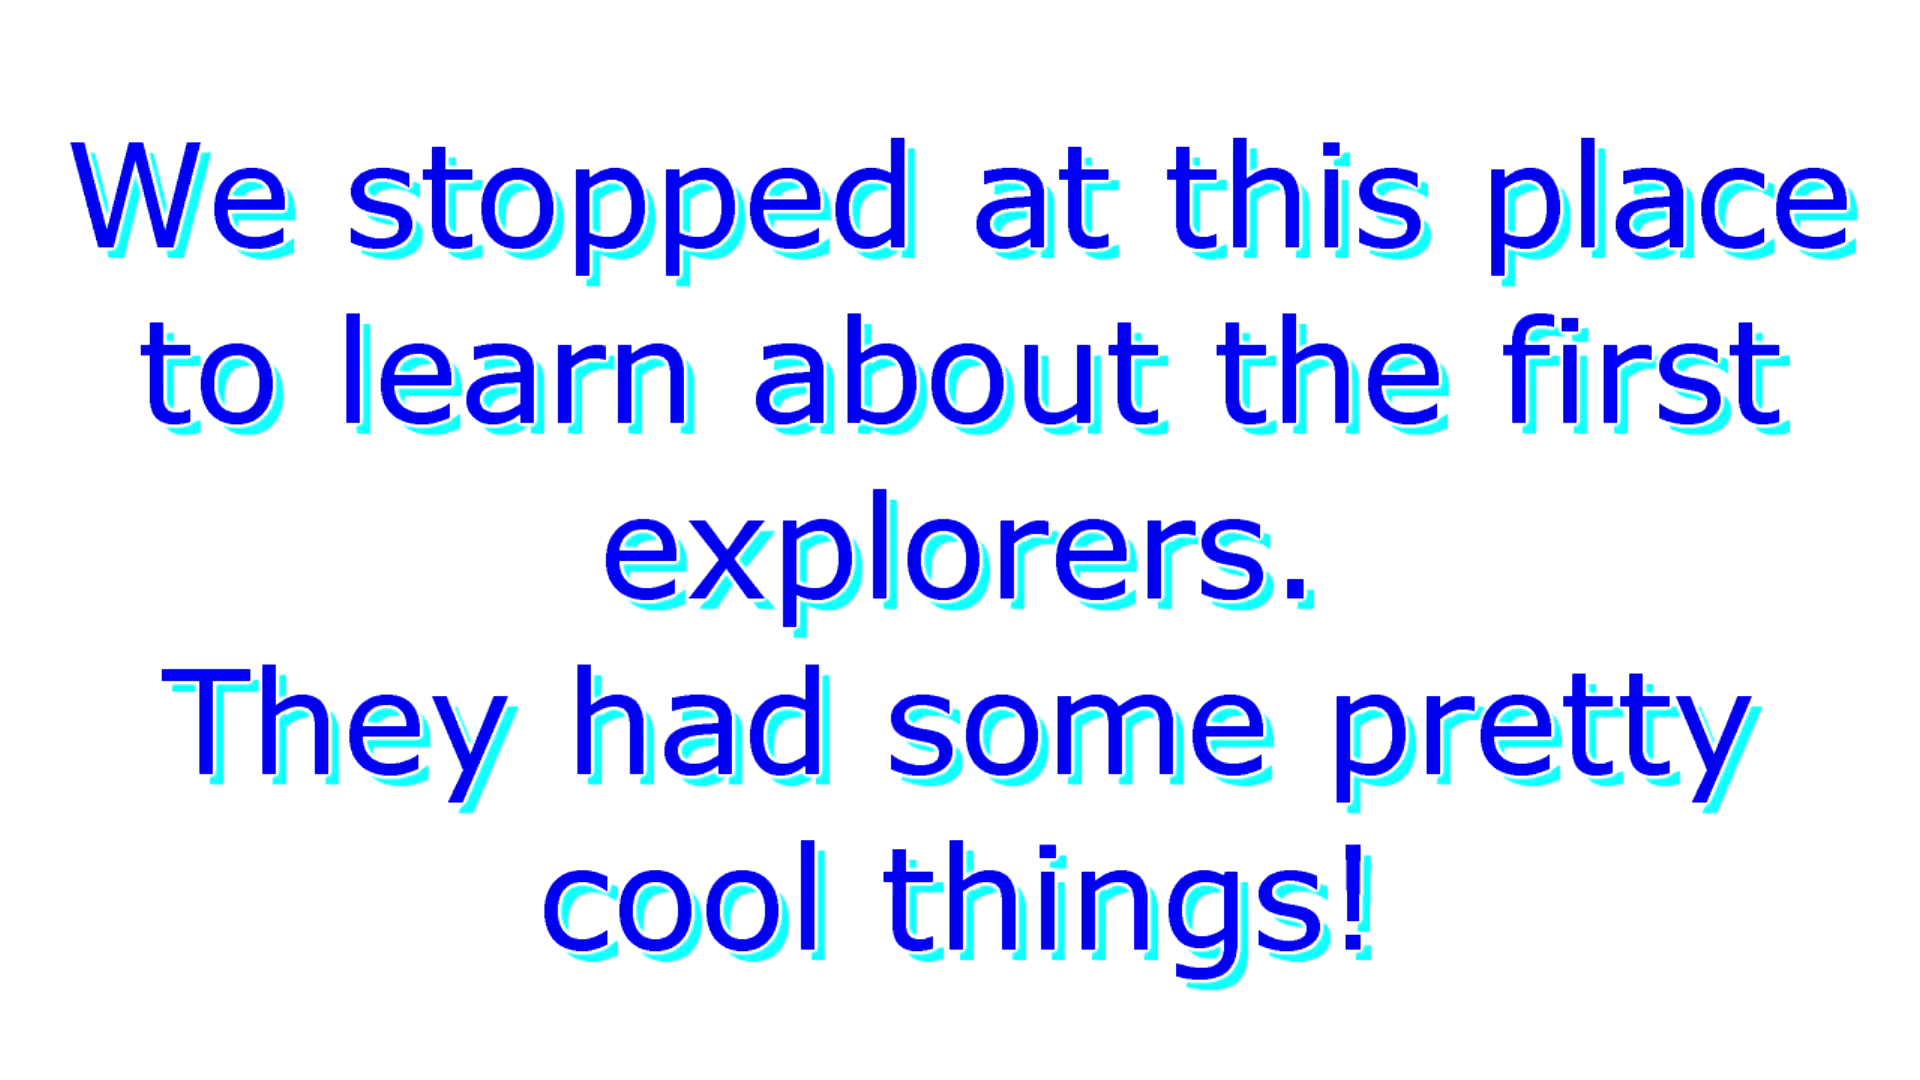 We stopped at this place
to learn about the first
explorers.
They had some pretty
cool things!